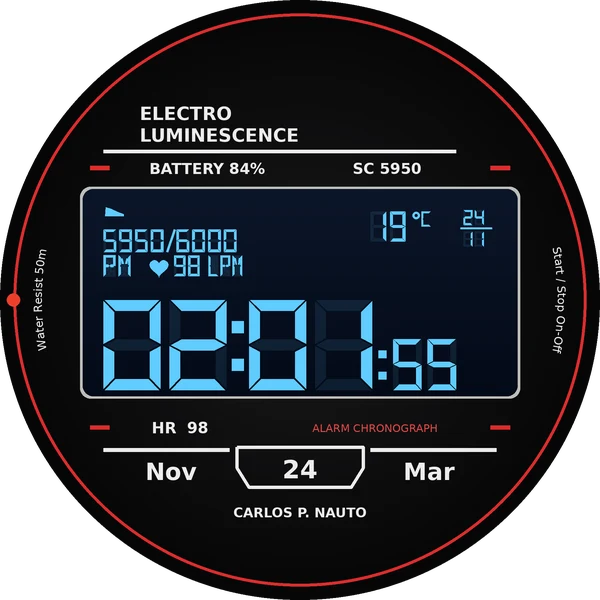 ELECTRO
LUMINESCENCE
BATTERY 84% SC 5950
19°C 24
11
5950/6000
PM 98 LPM
Water Resist 50m
Start / Stop On-Off
02:01:55
HR 98 ALARM CHRONOGRAPH
Nov 24 Mar
CARLOS P. NAUTO